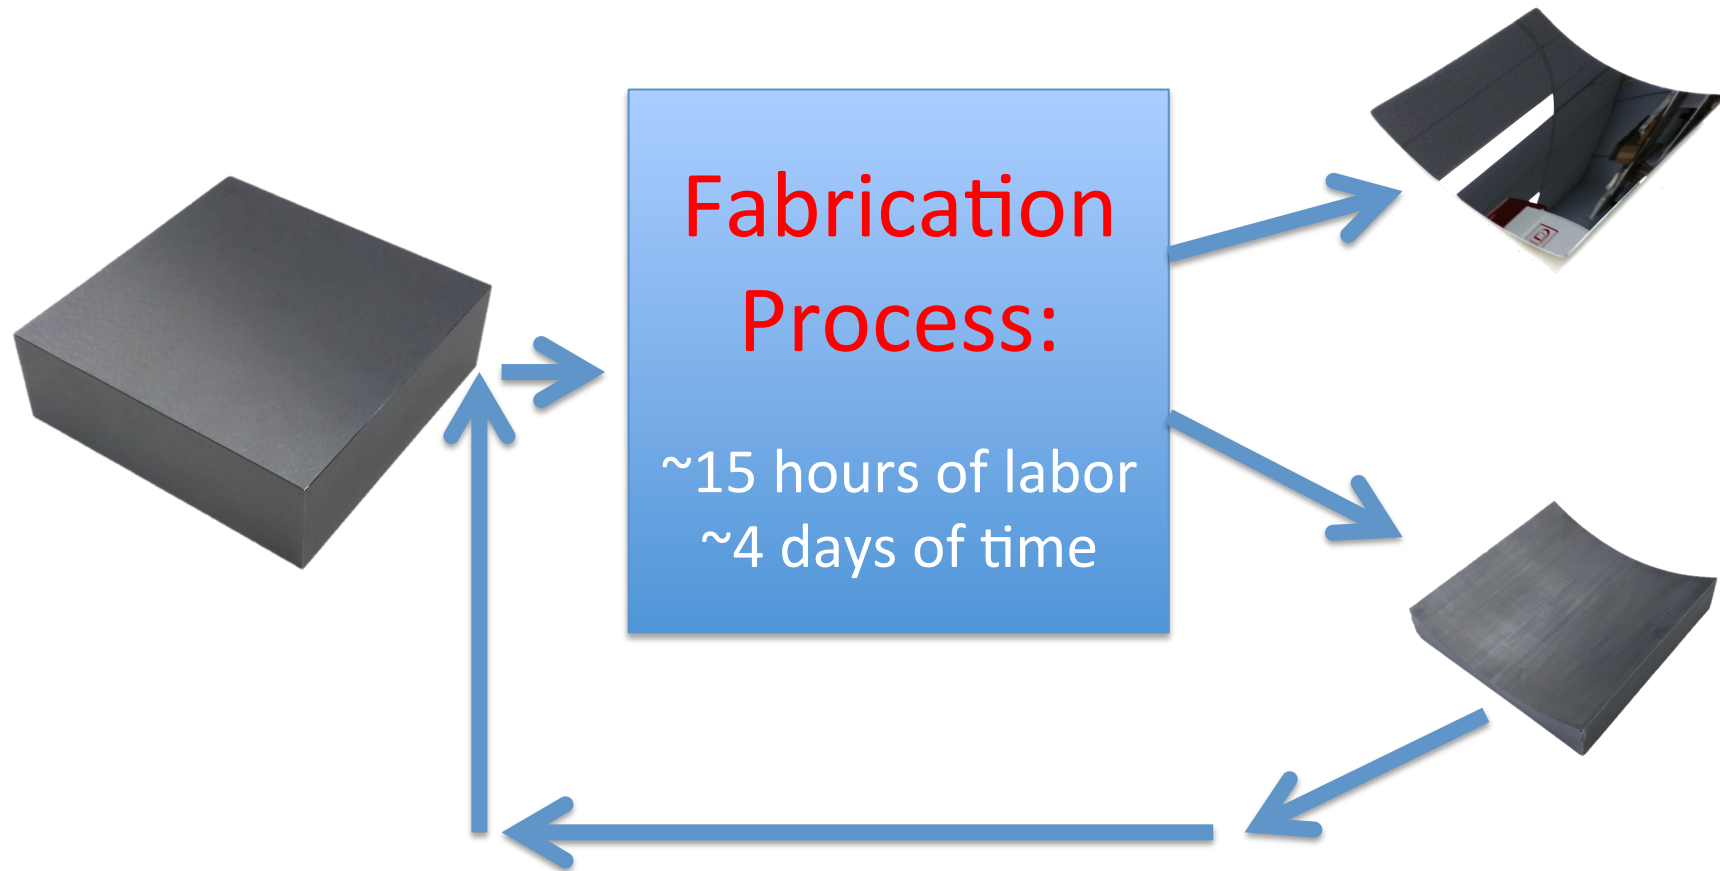 Fabrication
Process:
~15 hours of labor
~4 days of time